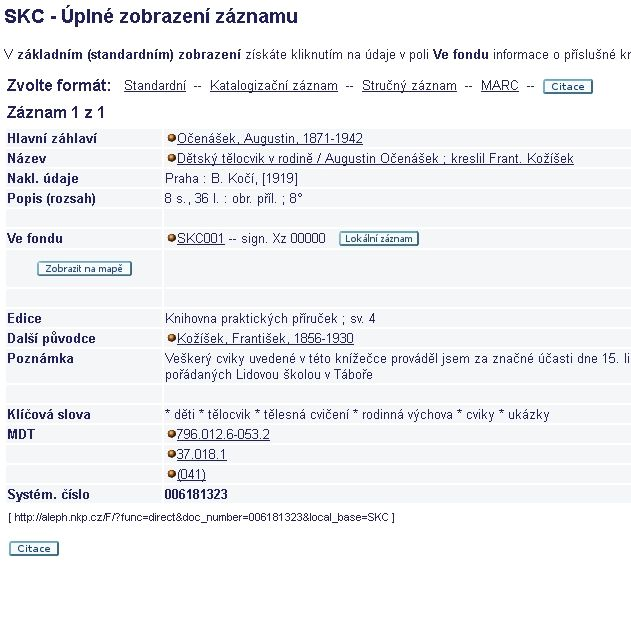 SKC - Úplné zobrazení záznamu
V základním (standardním) zobrazení získáte kliknutím na údaje v poli Ve fondu informace o příslušné
Zvolte formát: Standardní -- Katalogizační záznam -- Stručný záznam -- MARC -- Citace
Záznam 1 z 1
Hlavní záhlaví Očenášek, Augustin, 1871-1942
Název Dětský tělocvik v rodině / Augustin Očenášek ; kreslil Frant. Kožíšek
Nakl. údaje Praha : B. Kočí, [1919]
Popis (rozsah) 8 s., 36 l. : obr. příl. ; 8°
Ve fondu SKC001 -- sign. Xz 00000 Lokální záznam
Zobrazit na mapě
Edice Knihovna praktických příruček ; sv. 4
Další původce Kožíšek, František, 1856-1930
Poznámka Veškerý cviky uvedené v této knížečce prováděl jsem za značné účasti dne 15. li
pořádaných Lidovou školou v Táboře
Klíčová slova * děti * tělocvik * tělesná cvičení * rodinná výchova * cviky * ukázky
MDT 796.012.6-053.2
37.018.1
(041)
Systém. číslo 006181323
[ http://aleph.nkp.cz/F/?func=direct&doc_number=006181323&local_base=SKC ]
Citace